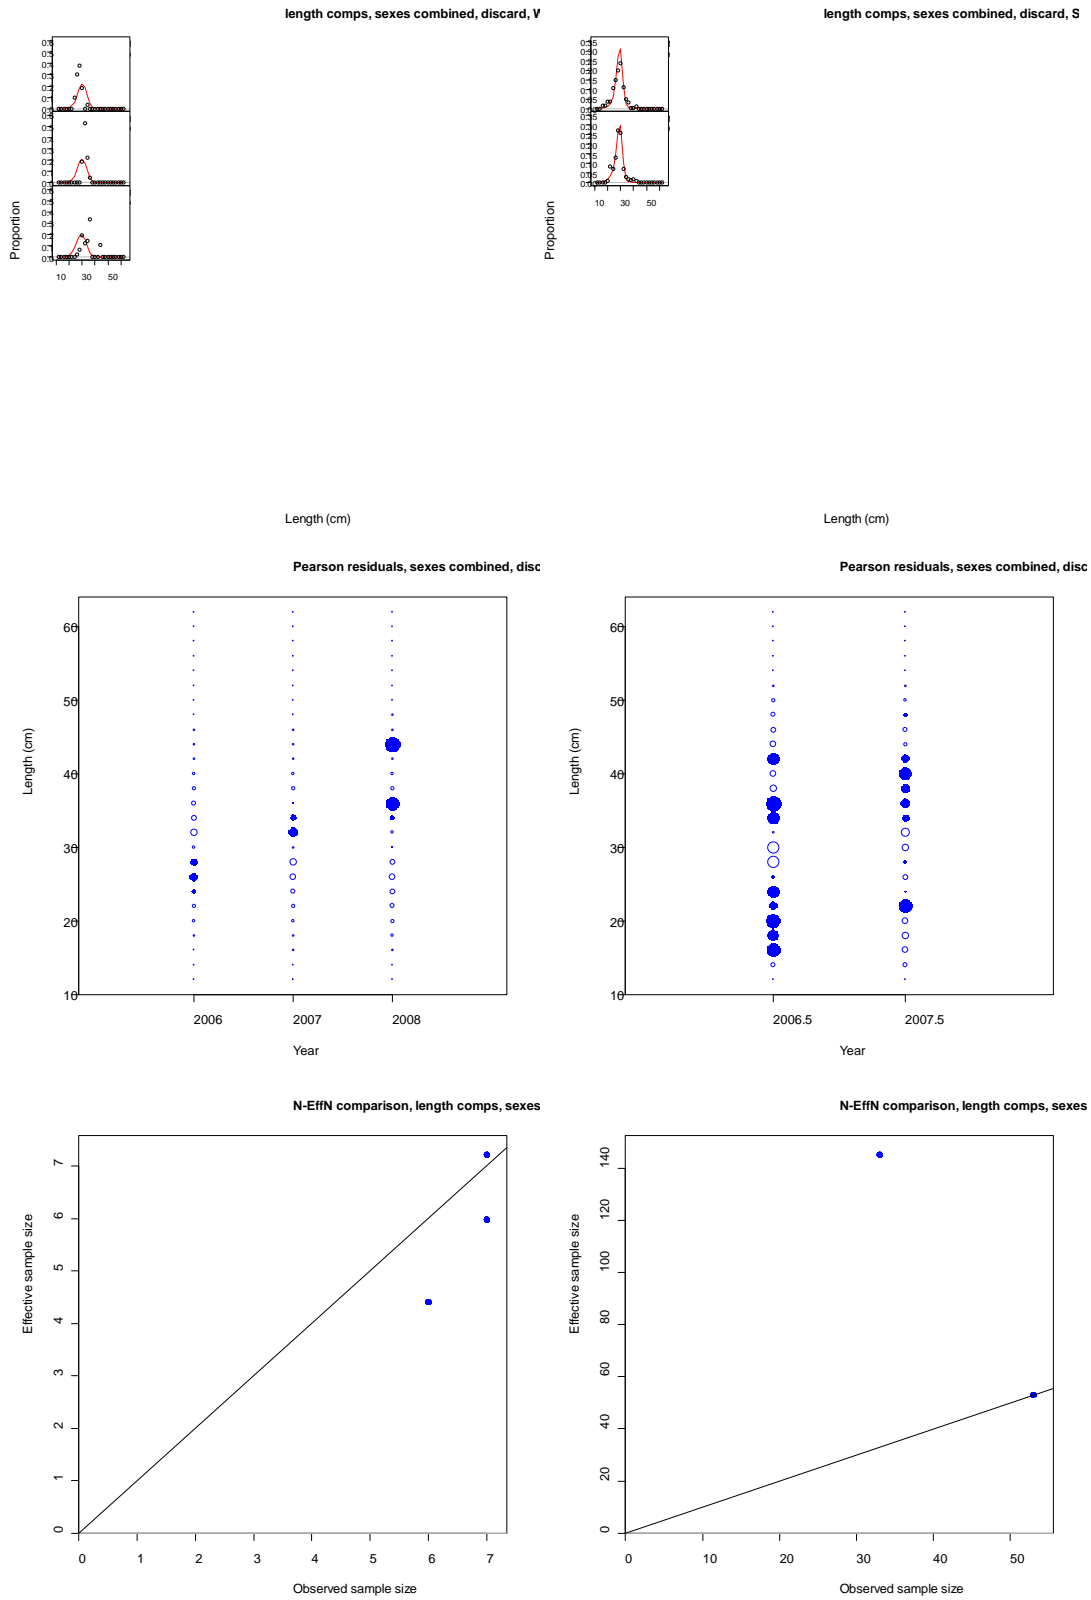 length comps, sexes combined, discard, W
length comps, sexes combined, discard, S
Proportion
10 30 50
Length (cm)
Proportion
10 30 50
Length (cm)
Pearson residuals, sexes combined, disc
Pearson residuals, sexes combined, disc
60
50
40
30
20
10
Length (cm)
2006 2007 2008
Year
60
50
40
30
20
10
Length (cm)
2006.5 2007.5
Year
N-EffN comparison, length comps, sexes
N-EffN comparison, length comps, sexes
7
6
5
4
3
2
1
0
Effective sample size
0 1 2 3 4 5 6 7
Observed sample size
140
120
100
80
60
40
20
0
Effective sample size
0 10 20 30 40 50
Observed sample size